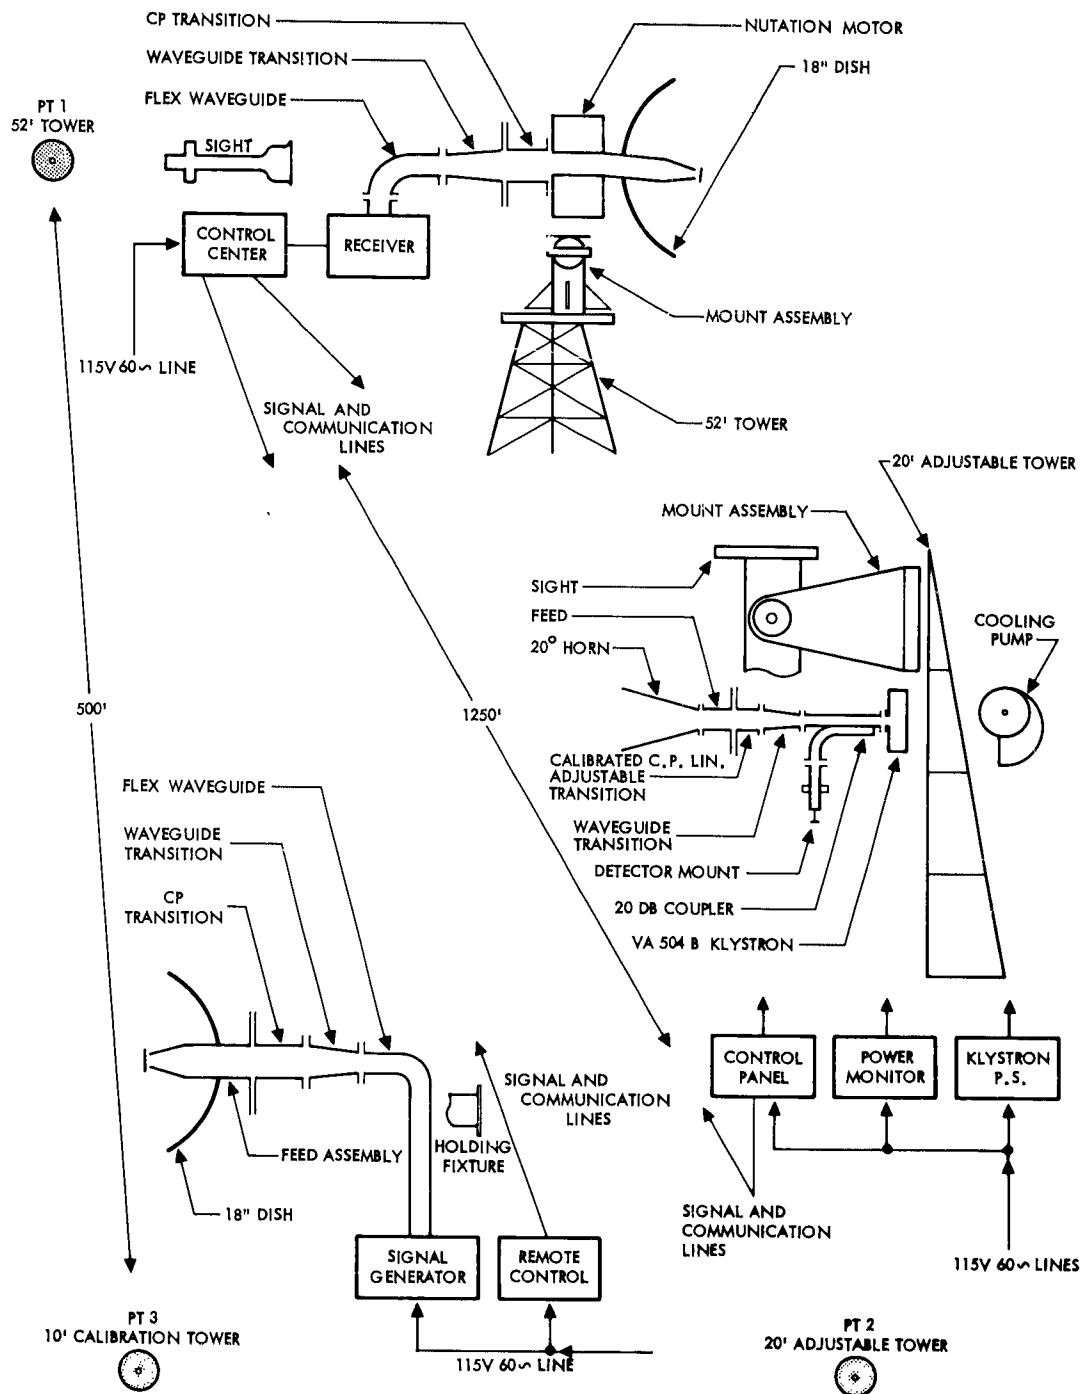 CP TRANSITION
WAVEGUIDE TRANSITION
FLEX WAVEGUIDE
NUTATION MOTOR
18" DISH
PT 1
52' TOWER
SIGHT
CONTROL
CENTER
RECEIVER
MOUNT ASSEMBLY
115V 60~ LINE
SIGNAL AND
COMMUNICATION
LINES
52' TOWER
20' ADJUSTABLE TOWER
MOUNT ASSEMBLY
SIGHT
FEED
20° HORN
COOLING
PUMP
500'
1250'
CALIBRATED C.P. LIN.
ADJUSTABLE
TRANSITION
WAVEGUIDE
TRANSITION
DETECTOR MOUNT
20 DB COUPLER
VA 504 B KLYSTRON
FLEX WAVEGUIDE
WAVEGUIDE
TRANSITION
CP
TRANSITION
CONTROL
PANEL
POWER
MONITOR
KLYSTRON
P.S.
SIGNAL AND
COMMUNICATION
LINES
HOLDING
FIXTURE
FEED ASSEMBLY
18" DISH
SIGNAL
GENERATOR
REMOTE
CONTROL
SIGNAL AND
COMMUNICATION
LINES
115V 60~ LINES
PT 3
10' CALIBRATION TOWER
115V 60~ LINE
PT 2
20' ADJUSTABLE TOWER